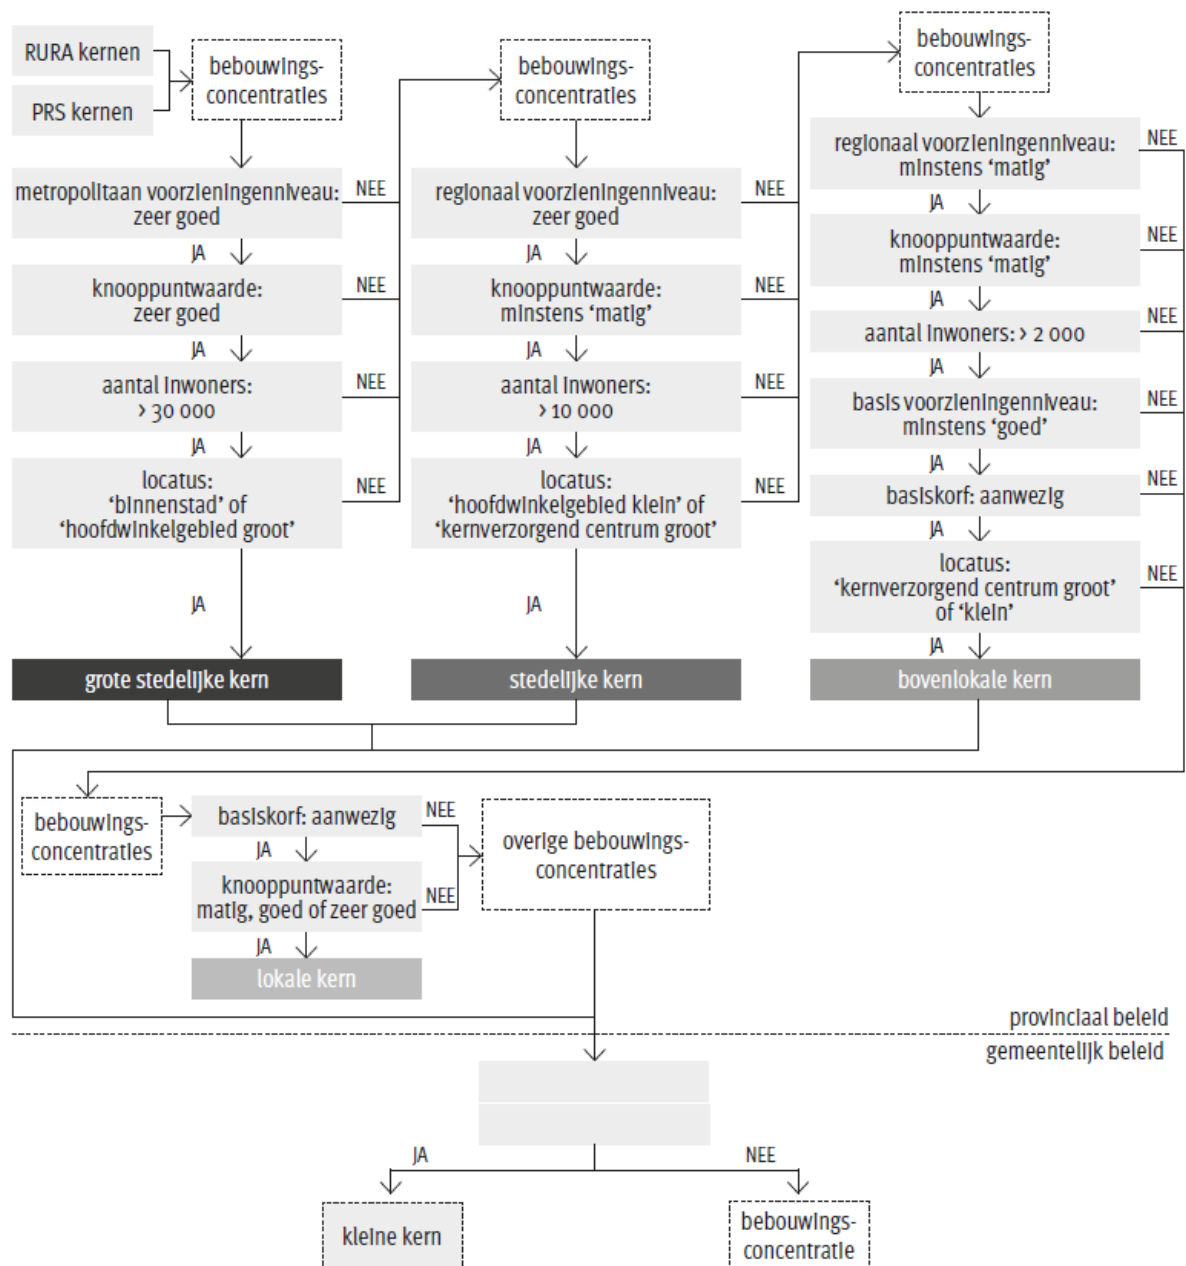 RURA kernen
PRS kernen
bebouwings-
concentraties
metropolitaan voorzieningenniveau:
zeer goed
NEE
JA
knooppuntwaarde:
zeer goed
NEE
JA
aantal inwoners:
> 30 000
NEE
JA
locatus:
‘binnenstad’ of
‘hoofdwinkelgebied groot’
NEE
JA
grote stedelijke kern
bebouwings-
concentraties
regionaal voorzieningenniveau:
zeer goed
NEE
JA
knooppuntwaarde:
minstens ‘matig’
NEE
JA
aantal inwoners:
> 10 000
NEE
JA
locatus:
‘hoofdwinkelgebied klein’ of
‘kernverzorgend centrum groot’
NEE
JA
stedelijke kern
bebouwings-
concentraties
regionaal voorzieningenniveau:
minstens ‘matig’
NEE
JA
knooppuntwaarde:
minstens ‘matig’
NEE
JA
aantal inwoners: > 2 000
NEE
JA
basis voorzieningenniveau:
minstens ‘goed’
NEE
JA
basiskorf: aanwezig
NEE
JA
locatus:
‘kernverzorgend centrum groot’
of ‘klein’
NEE
JA
bovenlokale kern
bebouwings-
concentraties
basiskorf: aanwezig
NEE
JA
knooppuntwaarde:
matig, goed of zeer goed
NEE
JA
lokale kern
overige bebouwings-
concentraties
provinciaal beleid
gemeentelijk beleid
JA
NEE
kleine kern
bebouwings-
concentratie